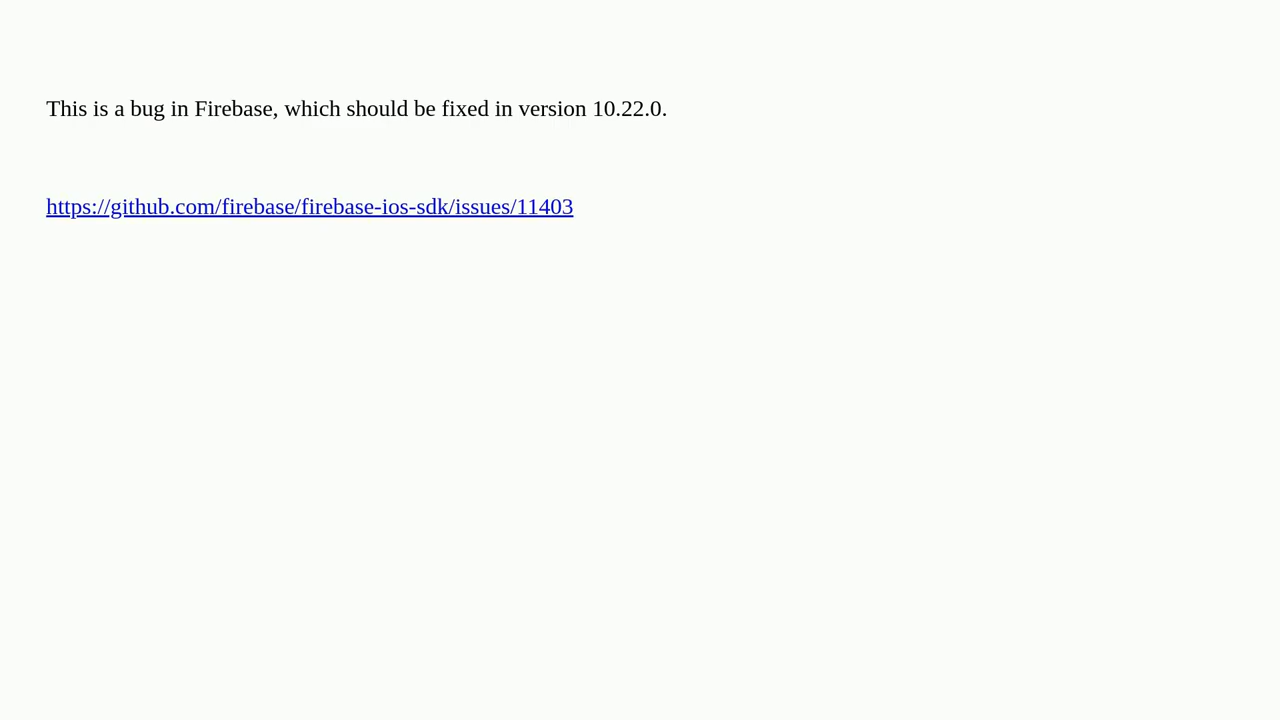 This is a bug in Firebase, which should be fixed in version 10.22.0.
https://github.com/firebase/firebase-ios-sdk/issues/11403